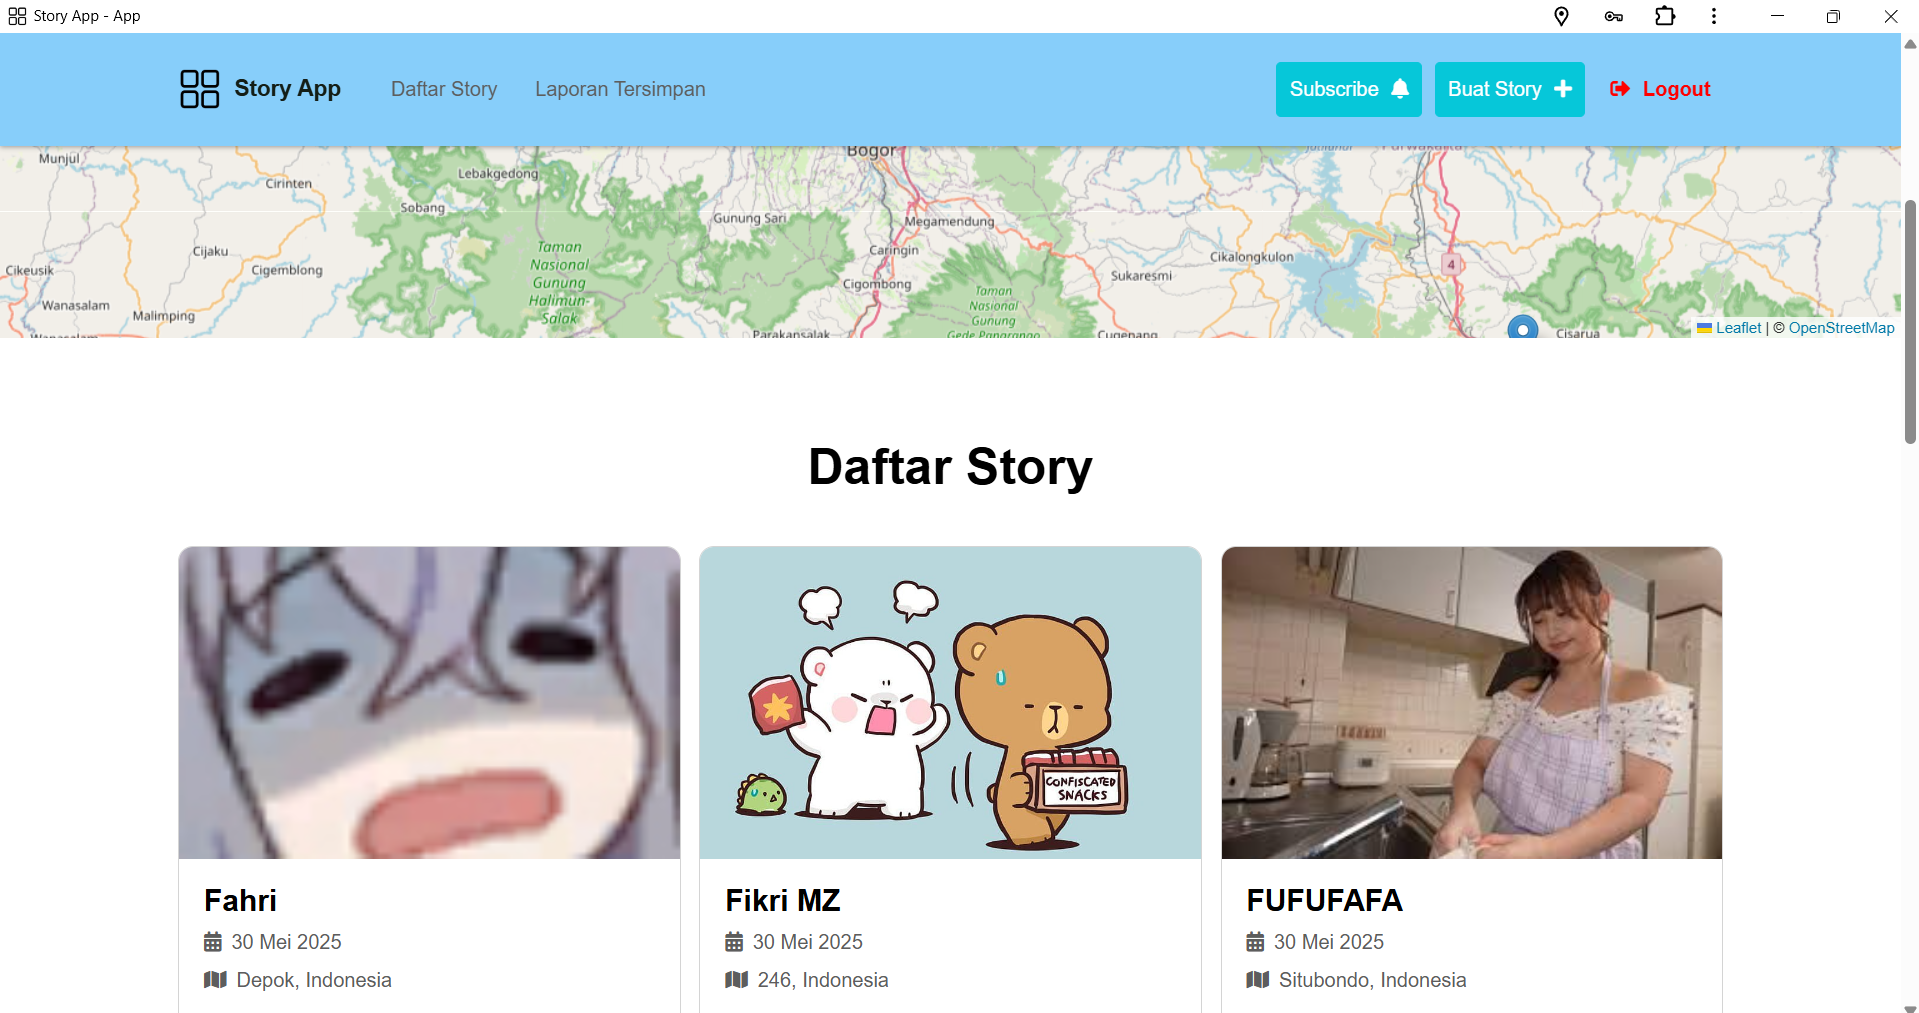 Story App - App
Story App
Daftar Story
Laporan Tersimpan
Subscribe
Buat Story
Logout
Munjul
Bogor
Purwakarta
Lebakgedong
Cirinten
Sobang
Gunung Sari
Megamendung
Cijaku
Caringin
Cikalongkulon
Cikeusik
Cigemblong
Taman
Nasional
Gunung
Halimun-
Salak
Cigombong
Sukaresmi
4
Wanasalam
Malimping
Taman
Nasional
Gunung
Gede Pangrango
Parakansalak
Cugenang
Cisarua
Leaflet | © OpenStreetMap
Daftar Story
CONFISCATED
SNACKS
Fahri
30 Mei 2025
Depok, Indonesia
Fikri MZ
30 Mei 2025
246, Indonesia
FUFUFAFA
30 Mei 2025
Situbondo, Indonesia